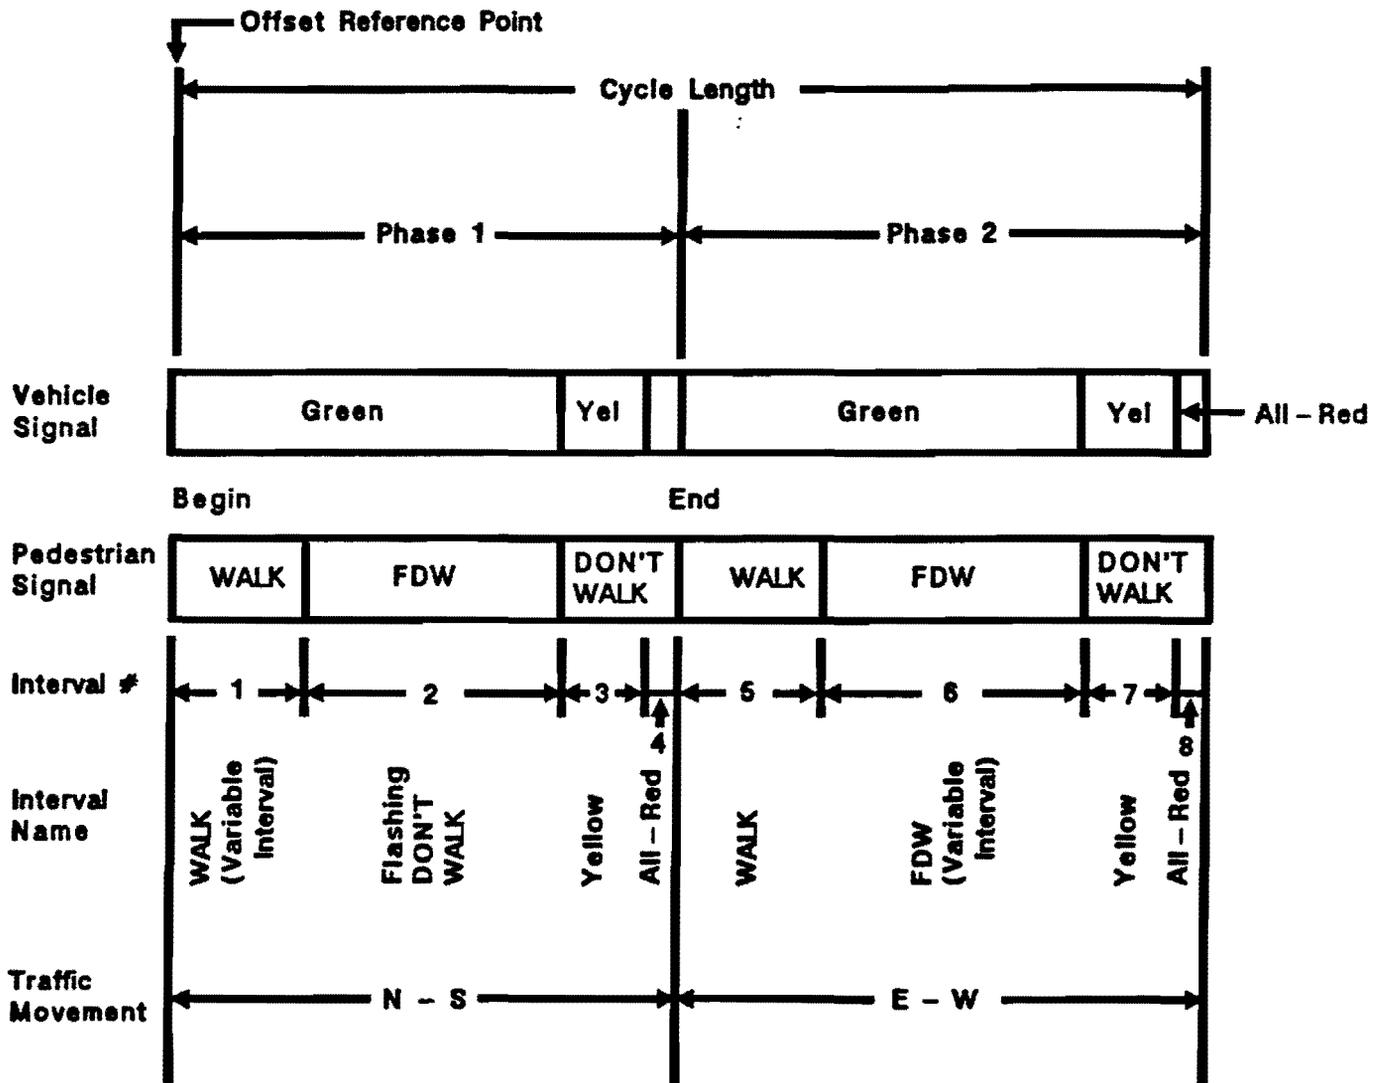 Offset Reference Point
Cycle Length
Phase 1
Phase 2
Vehicle
Signal
Green
Yel
Green
Yel
All – Red
Begin
End
Pedestrian
Signal
WALK
FDW
DON'T
WALK
WALK
FDW
DON'T
WALK
Interval #
1
2
3
4
5
6
7
8
Interval
Name
WALK
(Variable
Interval)
Flashing
DON'T
WALK
Yellow
All – Red
WALK
FDW
(Variable
Interval)
Yellow
All – Red
Traffic
Movement
N – S
E – W